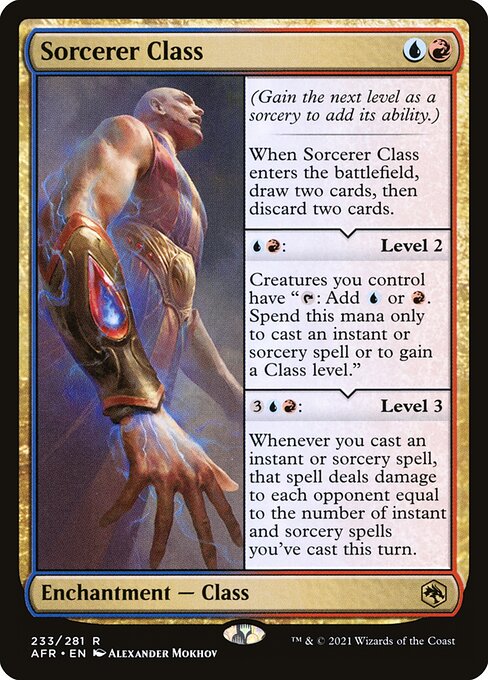 Sorcerer Class
(Gain the next level as a
sorcery to add its ability.)
When Sorcerer Class
enters the battlefield,
draw two cards, then
discard two cards.
: Level 2
Creatures you control
have “: Add or .
Spend this mana only
to cast an instant or
sorcery spell or to gain
a Class level.”
3: Level 3
Whenever you cast an
instant or sorcery spell,
that spell deals damage
to each opponent equal
to the number of instant
and sorcery spells
you’ve cast this turn.
Enchantment — Class
233/281 R
AFR • EN Alexander Mokhov
™ & © 2021 Wizards of the Coast